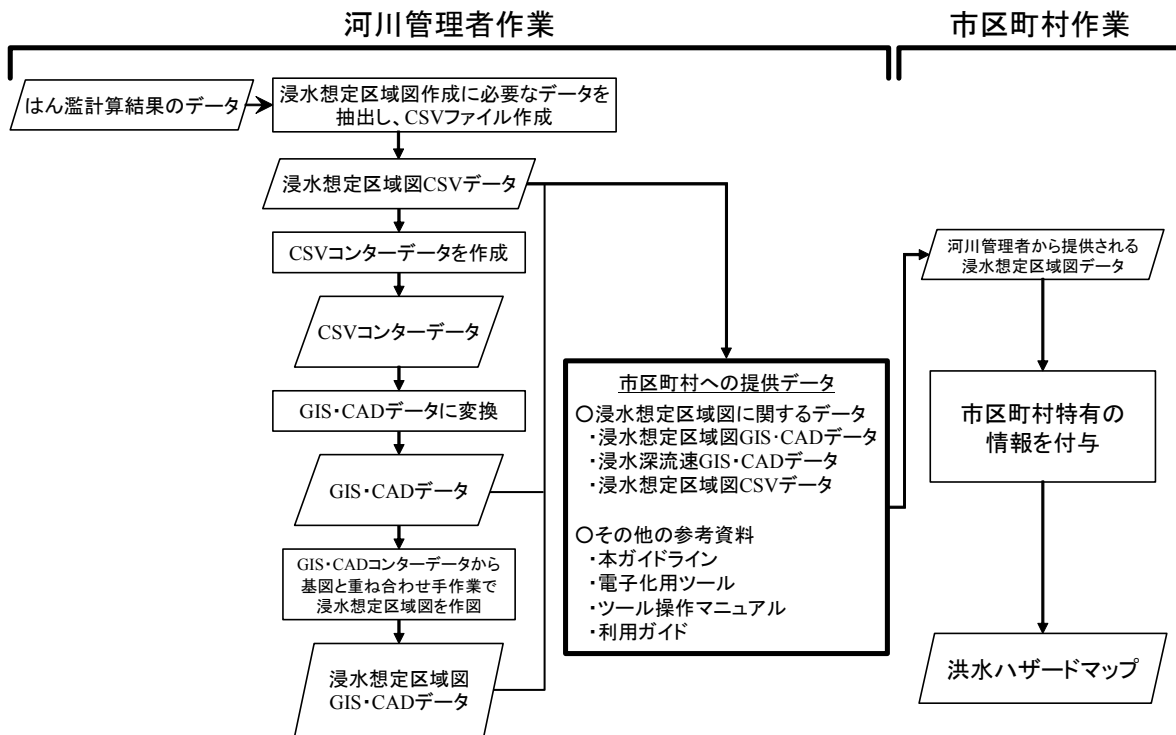 河川管理者作業
市区町村作業
はん濫計算結果のデータ
浸水想定区域図作成に必要なデータを
抽出し、CSVファイル作成
浸水想定区域図CSVデータ
CSVコンターデータを作成
CSVコンターデータ
GIS・CADデータに変換
GIS・CADデータ
GIS・CADコンターデータから
基図と重ね合わせ手作業で
浸水想定区域図を作図
浸水想定区域図
GIS・CADデータ
市区町村への提供データ
○浸水想定区域図に関するデータ
・浸水想定区域図GIS・CADデータ
・浸水深流速GIS・CADデータ
・浸水想定区域図CSVデータ
○その他の参考資料
・本ガイドライン
・電子化用ツール
・ツール操作マニュアル
・利用ガイド
河川管理者から提供される
浸水想定区域図データ
市区町村特有の
情報を付与
洪水ハザードマップ